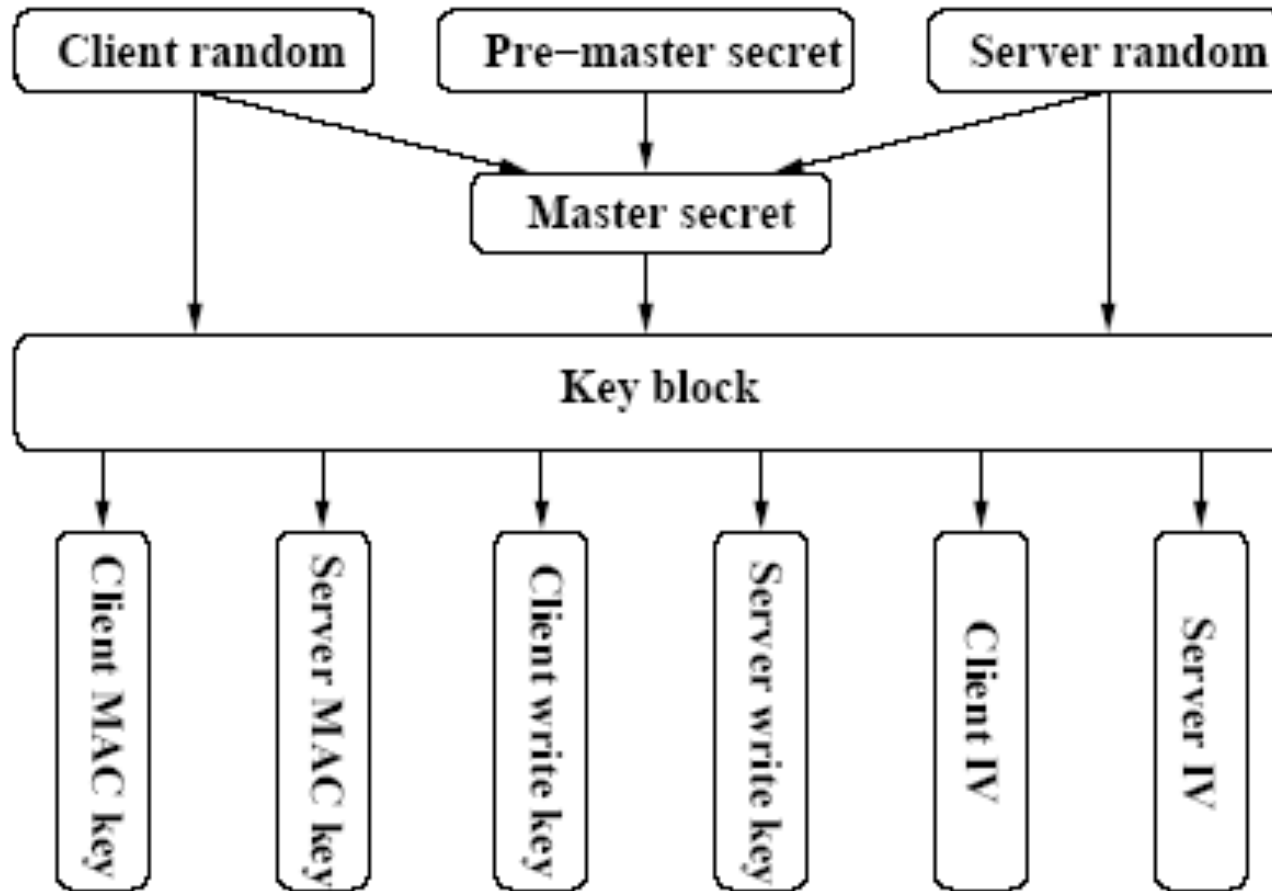 Client random
Pre−master secret
Server random
Master secret
Key block
Client MAC key
Server MAC key
Client write key
Server write key
Client IV
Server IV